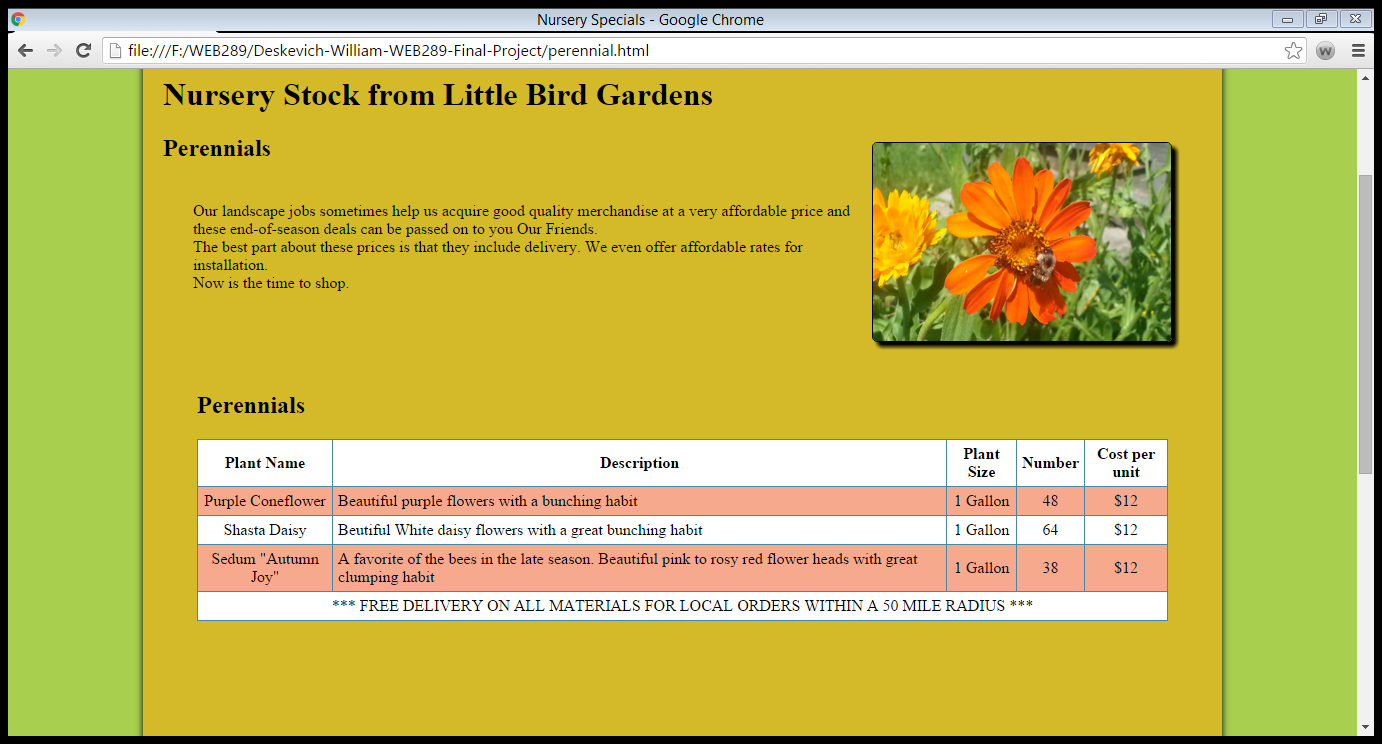 Nursery Specials - Google Chrome
file:///F:/WEB289/Deskevich-William-WEB289-Final-Project/perennial.html
W
Nursery Stock from Little Bird Gardens
Perennials
Our landscape jobs sometimes help us acquire good quality merchandise at a very affordable price and
these end-of-season deals can be passed on to you Our Friends.
The best part about these prices is that they include delivery. We even offer affordable rates for
installation.
Now is the time to shop.
Perennials
Plant Name Description Plant Size Number Cost per unit
Purple Coneflower Beautiful purple flowers with a bunching habit 1 Gallon 48 $12
Shasta Daisy Beutiful White daisy flowers with a great bunching habit 1 Gallon 64 $12
Sedum "Autumn Joy" A favorite of the bees in the late season. Beautiful pink to rosy red flower heads with great clumping habit 1 Gallon 38 $12
*** FREE DELIVERY ON ALL MATERIALS FOR LOCAL ORDERS WITHIN A 50 MILE RADIUS ***